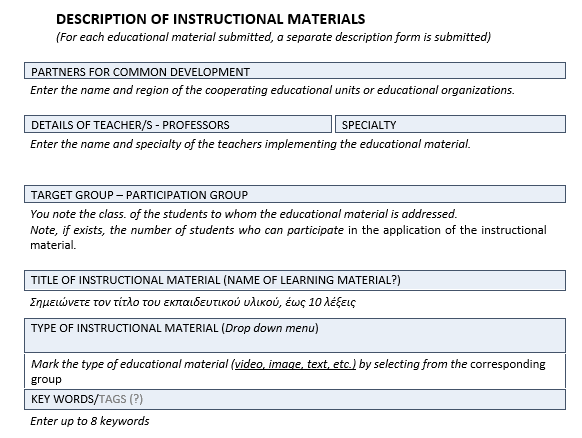 DESCRIPTION OF INSTRUCTIONAL MATERIALS
(For each educational material submitted, a separate description form is submitted)
PARTNERS FOR COMMON DEVELOPMENT
Enter the name and region of the cooperating educational units or educational organizations.
DETAILS OF TEACHER/S - PROFESSORS
SPECIALTY
Enter the name and specialty of the teachers implementing the educational material.
TARGET GROUP – PARTICIPATION GROUP
You note the class. of the students to whom the educational material is addressed.
Note, if exists, the number of students who can participate in the application of the instructional
material.
TITLE OF INSTRUCTIONAL MATERIAL (NAME OF LEARNING MATERIAL?)
Σημειώνετε τον τίτλο του εκπαιδευτικού υλικού, έως 10 λέξεις
TYPE OF INSTRUCTIONAL MATERIAL (Drop down menu)
Mark the type of educational material (video, image, text, etc.) by selecting from the corresponding
group
KEY WORDS/TAGS (?)
Enter up to 8 keywords